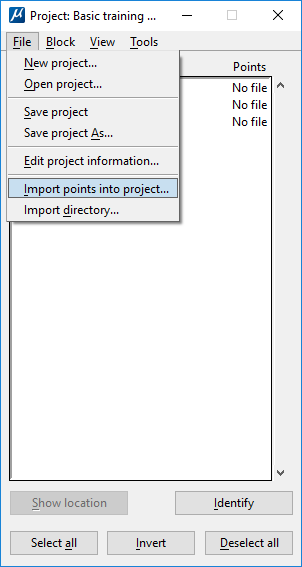 µ Project: Basic training ...
File Block View Tools
New project...
Open project...
Save project
Save project As...
Edit project information...
Import points into project...
Import directory...
Points
No file
No file
No file
Show location
Identify
Select all
Invert
Deselect all